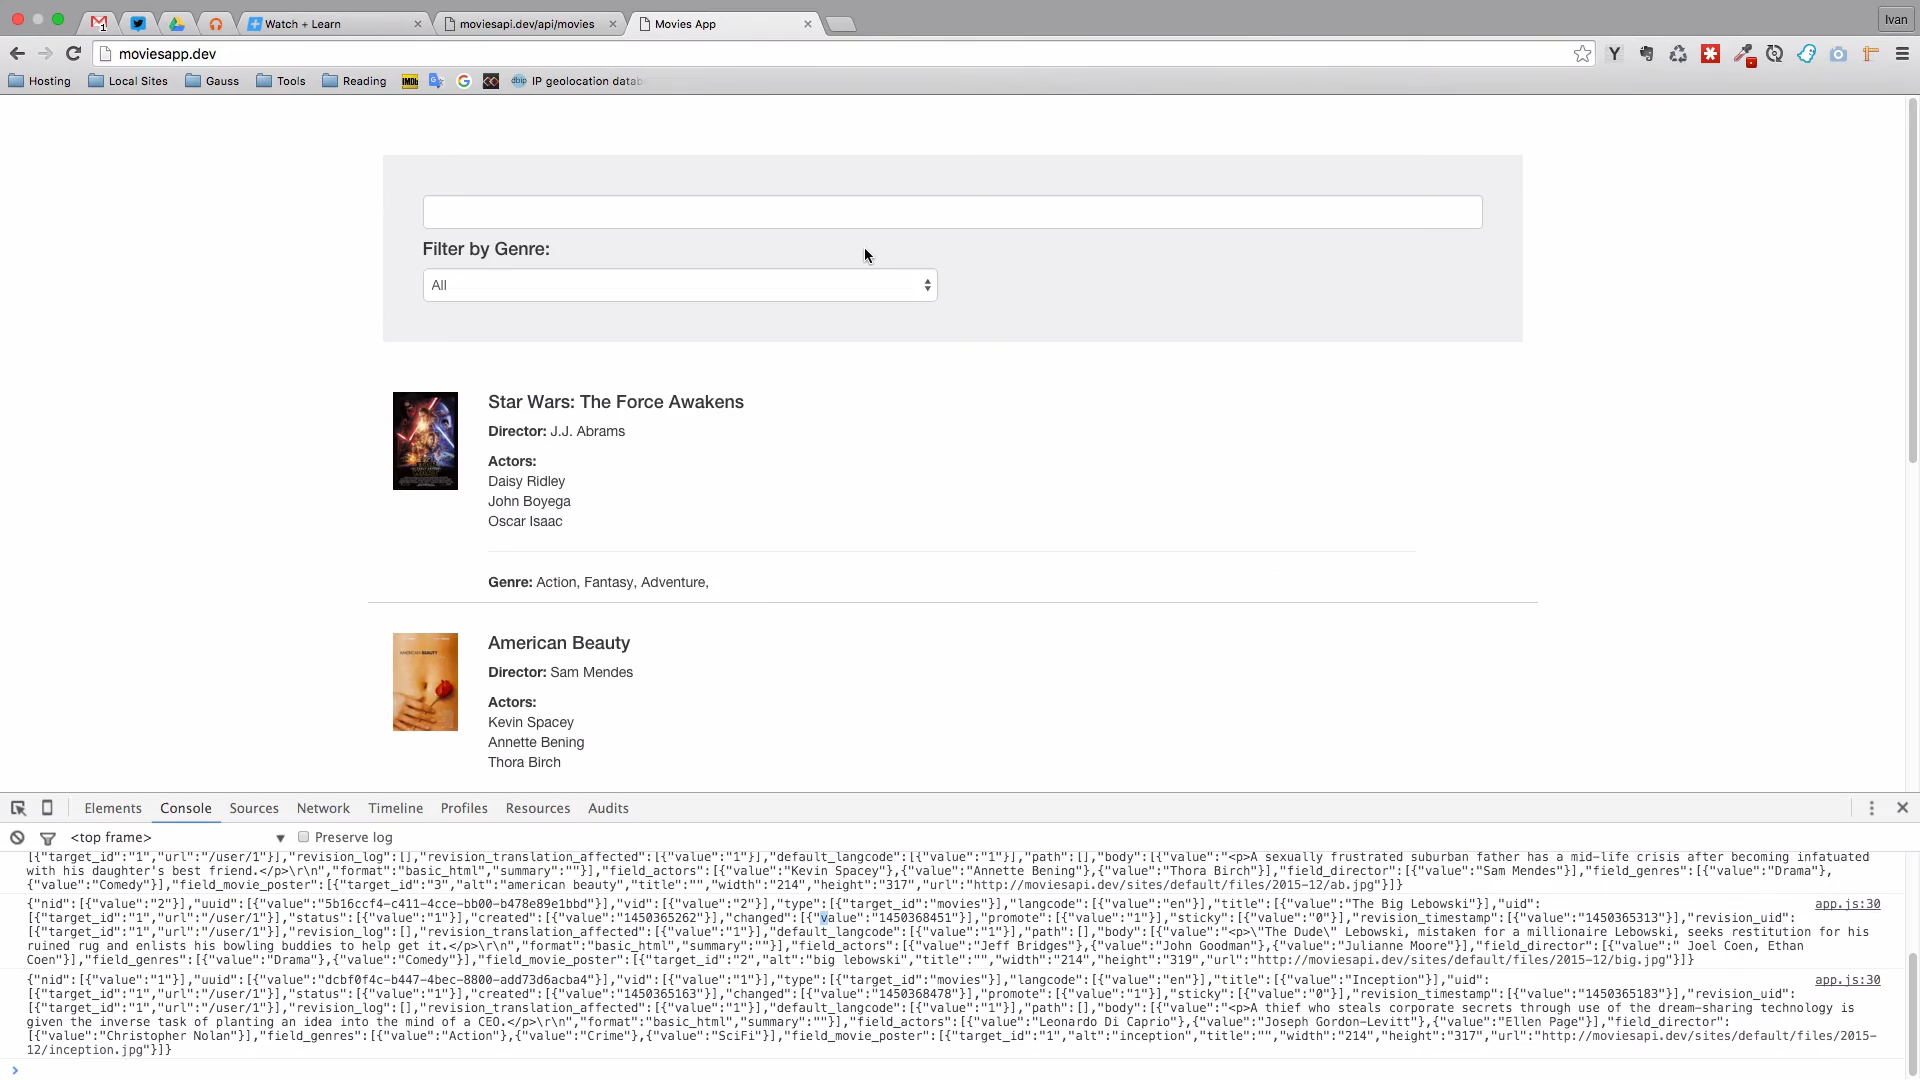 1
Watch + Learn
moviesapi.dev/api/movies
Movies App
Ivan
moviesapp.dev
Y
Hosting
Local Sites
Gauss
Tools
Reading
IMDb
dbip IP geolocation datab
Filter by Genre:
All
Star Wars: The Force Awakens
Director: J.J. Abrams
Actors:
Daisy Ridley
John Boyega
Oscar Isaac
Genre: Action, Fantasy, Adventure,
AMERICAN BEAUTY
American Beauty
Director: Sam Mendes
Actors:
Kevin Spacey
Annette Bening
Thora Birch
Elements Console Sources Network Timeline Profiles Resources Audits
<top frame> Preserve log
[{"target_id":"1","url":"/user/1"}],"revision_log":[],"revision_translation_affected":[{"value":"1"}],"default_langcode":[{"value":"1"}],"path":[],"body":[{"value":"<p>A sexually frustrated suburban father has a mid-life crisis after becoming infatuated
with his daughter's best friend.</p>\r\n","format":"basic_html","summary":""}],"field_actors":[{"value":"Kevin Spacey"},{"value":"Annette Bening"},{"value":"Thora Birch"}],"field_director":[{"value":"Sam Mendes"}],"field_genres":[{"value":"Drama"},
{"value":"Comedy"}],"field_movie_poster":[{"target_id":"3","alt":"american beauty","title":"","width":"214","height":"317","url":"http://moviesapi.dev/sites/default/files/2015-12/ab.jpg"}]}
{"nid":[{"value":"2"}],"uuid":[{"value":"5b16ccf4-c411-4cce-bb00-b478e89e1bbd"}],"vid":[{"value":"2"}],"type":[{"target_id":"movies"}],"langcode":[{"value":"en"}],"title":[{"value":"The Big Lebowski"}],"uid": app.js:30
[{"target_id":"1","url":"/user/1"}],"status":[{"value":"1"}],"created":[{"value":"1450365262"}],"changed":[{"value":"1450368451"}],"promote":[{"value":"1"}],"sticky":[{"value":"0"}],"revision_timestamp":[{"value":"1450365313"}],"revision_uid":
[{"target_id":"1","url":"/user/1"}],"revision_log":[],"revision_translation_affected":[{"value":"1"}],"default_langcode":[{"value":"1"}],"path":[],"body":[{"value":"<p>\"The Dude\" Lebowski, mistaken for a millionaire Lebowski, seeks restitution for his
ruined rug and enlists his bowling buddies to help get it.</p>\r\n","format":"basic_html","summary":""}],"field_actors":[{"value":"Jeff Bridges"},{"value":"John Goodman"},{"value":"Julianne Moore"}],"field_director":[{"value":" Joel Coen, Ethan
Coen"}],"field_genres":[{"value":"Drama"},{"value":"Comedy"}],"field_movie_poster":[{"target_id":"2","alt":"big lebowski","title":"","width":"214","height":"319","url":"http://moviesapi.dev/sites/default/files/2015-12/big.jpg"}]}
{"nid":[{"value":"1"}],"uuid":[{"value":"dcbf0f4c-b447-4bec-8800-add73d6acba4"}],"vid":[{"value":"1"}],"type":[{"target_id":"movies"}],"langcode":[{"value":"en"}],"title":[{"value":"Inception"}],"uid": app.js:30
[{"target_id":"1","url":"/user/1"}],"status":[{"value":"1"}],"created":[{"value":"1450365163"}],"changed":[{"value":"1450368478"}],"promote":[{"value":"1"}],"sticky":[{"value":"0"}],"revision_timestamp":[{"value":"1450365183"}],"revision_uid":
[{"target_id":"1","url":"/user/1"}],"revision_log":[],"revision_translation_affected":[{"value":"1"}],"default_langcode":[{"value":"1"}],"path":[],"body":[{"value":"<p>A thief who steals corporate secrets through use of the dream-sharing technology is
given the inverse task of planting an idea into the mind of a CEO.</p>\r\n","format":"basic_html","summary":""}],"field_actors":[{"value":"Leonardo Di Caprio"},{"value":"Joseph Gordon-Levitt"},{"value":"Ellen Page"}],"field_director":
[{"value":"Christopher Nolan"}],"field_genres":[{"value":"Action"},{"value":"Crime"},{"value":"SciFi"}],"field_movie_poster":[{"target_id":"1","alt":"inception","title":"","width":"214","height":"317","url":"http://moviesapi.dev/sites/default/files/2015-
12/inception.jpg"}]}